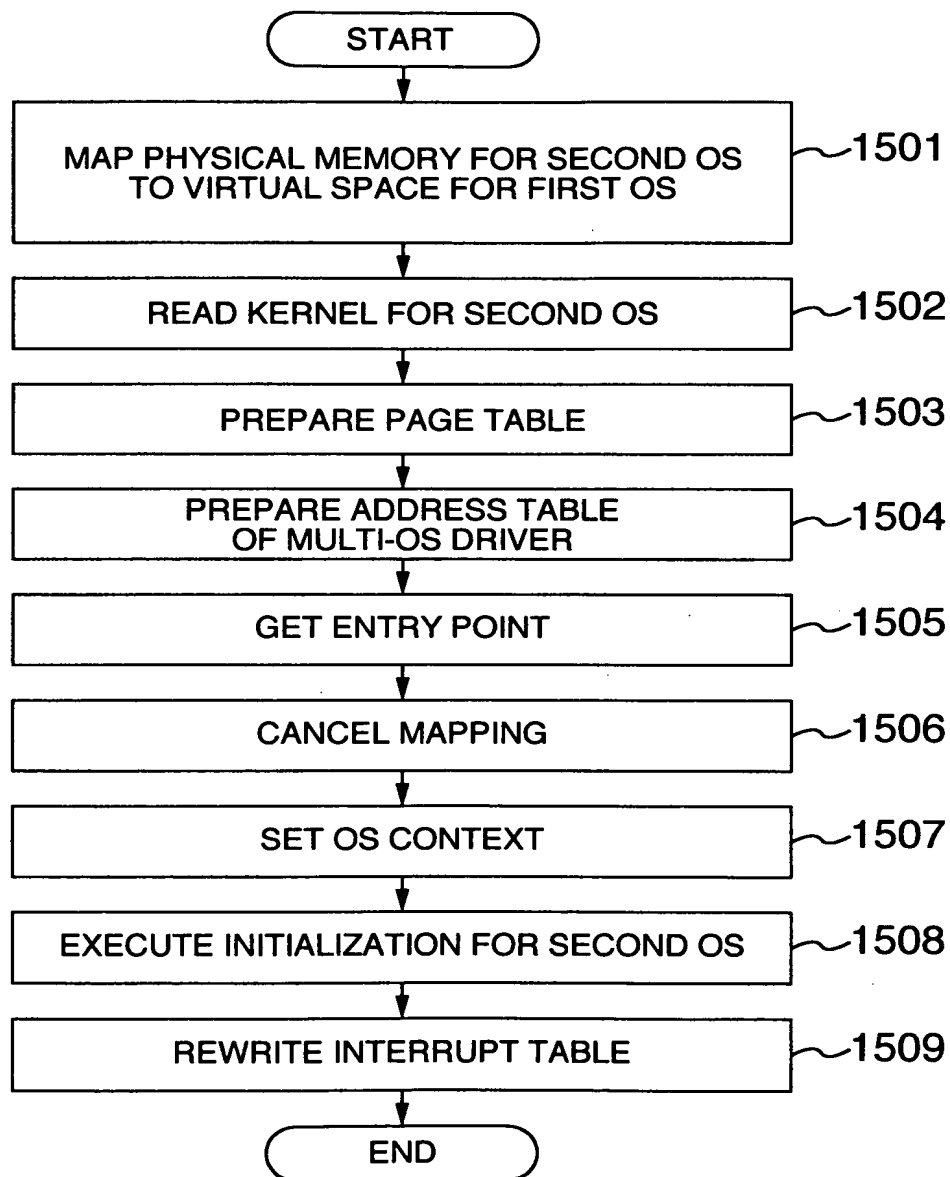 START
MAP PHYSICAL MEMORY FOR SECOND OS
TO VIRTUAL SPACE FOR FIRST OS
1501
READ KERNEL FOR SECOND OS
1502
PREPARE PAGE TABLE
1503
PREPARE ADDRESS TABLE
OF MULTI-OS DRIVER
1504
GET ENTRY POINT
1505
CANCEL MAPPING
1506
SET OS CONTEXT
1507
EXECUTE INITIALIZATION FOR SECOND OS
1508
REWRITE INTERRUPT TABLE
1509
END